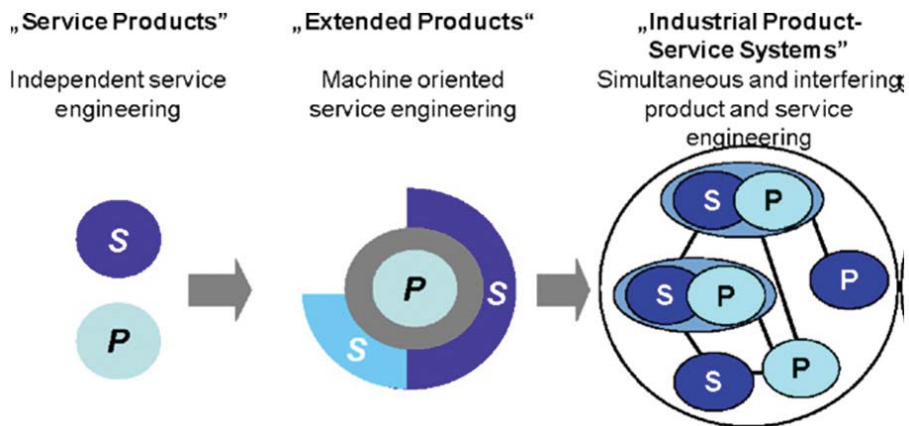 „Service Products”
Independent service
engineering
S
P
„Extended Products“
Machine oriented
service engineering
P
S
S
„Industrial Product-
Service Systems”
Simultaneous and interfering
product and service
engineering
S P
P
S P
S
P